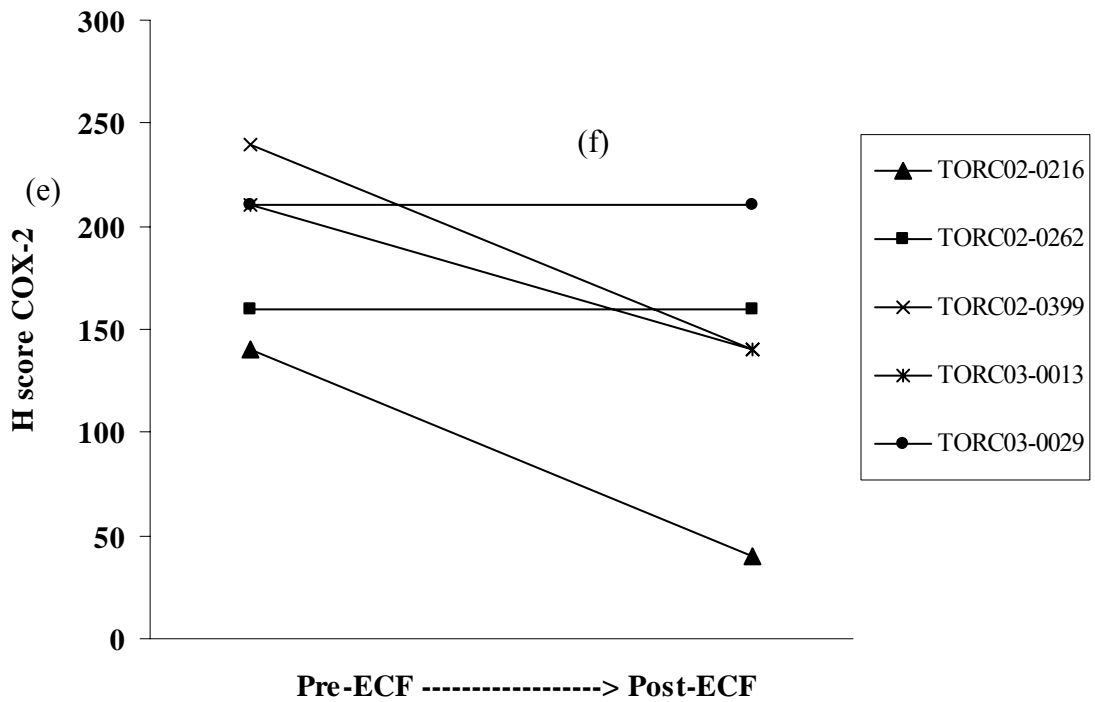 300
250
200
150
100
50
0
(e)
H score COX-2
(f)
TORC02-0216
TORC02-0262
TORC02-0399
TORC03-0013
TORC03-0029
Pre-ECF ------------------> Post-ECF